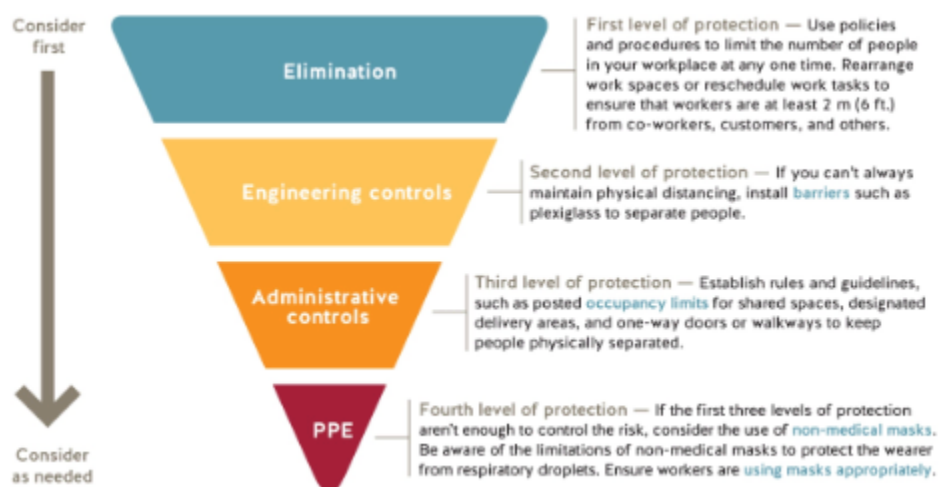 Consider
first
Elimination
First level of protection — Use policies
and procedures to limit the number of people
in your workplace at any one time. Rearrange
work spaces or reschedule work tasks to
ensure that workers are at least 2 m (6 ft.)
from co-workers, customers, and others.
Engineering controls
Second level of protection — If you can't always
maintain physical distancing, install barriers such as
plexiglass to separate people.
Administrative
controls
Third level of protection — Establish rules and guidelines,
such as posted occupancy limits for shared spaces, designated
delivery areas, and one-way doors or walkways to keep
people physically separated.
PPE
Fourth level of protection — If the first three levels of protection
aren't enough to control the risk, consider the use of non-medical masks.
Be aware of the limitations of non-medical masks to protect the wearer
from respiratory droplets. Ensure workers are using masks appropriately.
Consider
as needed